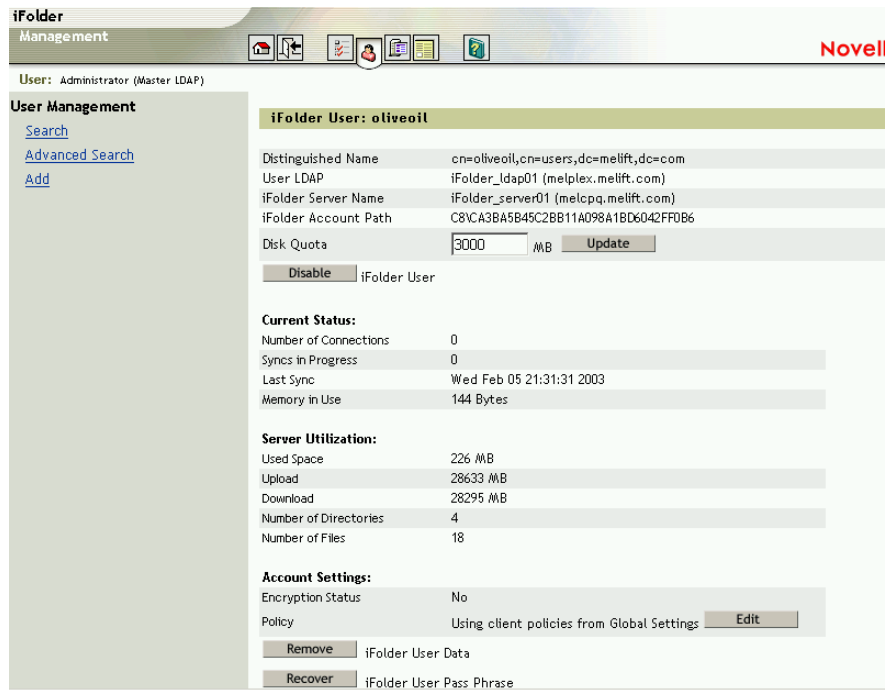 iFolder
Management
Novell
User: Administrator (Master LDAP)
User Management
Search
Advanced Search
Add
iFolder User: oliveoil
Distinguished Name cn=oliveoil,cn=users,dc=melift,dc=com
User LDAP iFolder_ldap01 (melplex.melift.com)
iFolder Server Name iFolder_server01 (melcpq.melift.com)
iFolder Account Path C8\CA3BA5B45C2BB11A098A1BD6042FF0B6
Disk Quota 3000 MB Update
Disable iFolder User
Current Status:
Number of Connections 0
Syncs in Progress 0
Last Sync Wed Feb 05 21:31:31 2003
Memory in Use 144 Bytes
Server Utilization:
Used Space 226 MB
Upload 28633 MB
Download 28295 MB
Number of Directories 4
Number of Files 18
Account Settings:
Encryption Status No
Policy Using client policies from Global Settings Edit
Remove iFolder User Data
Recover iFolder User Pass Phrase